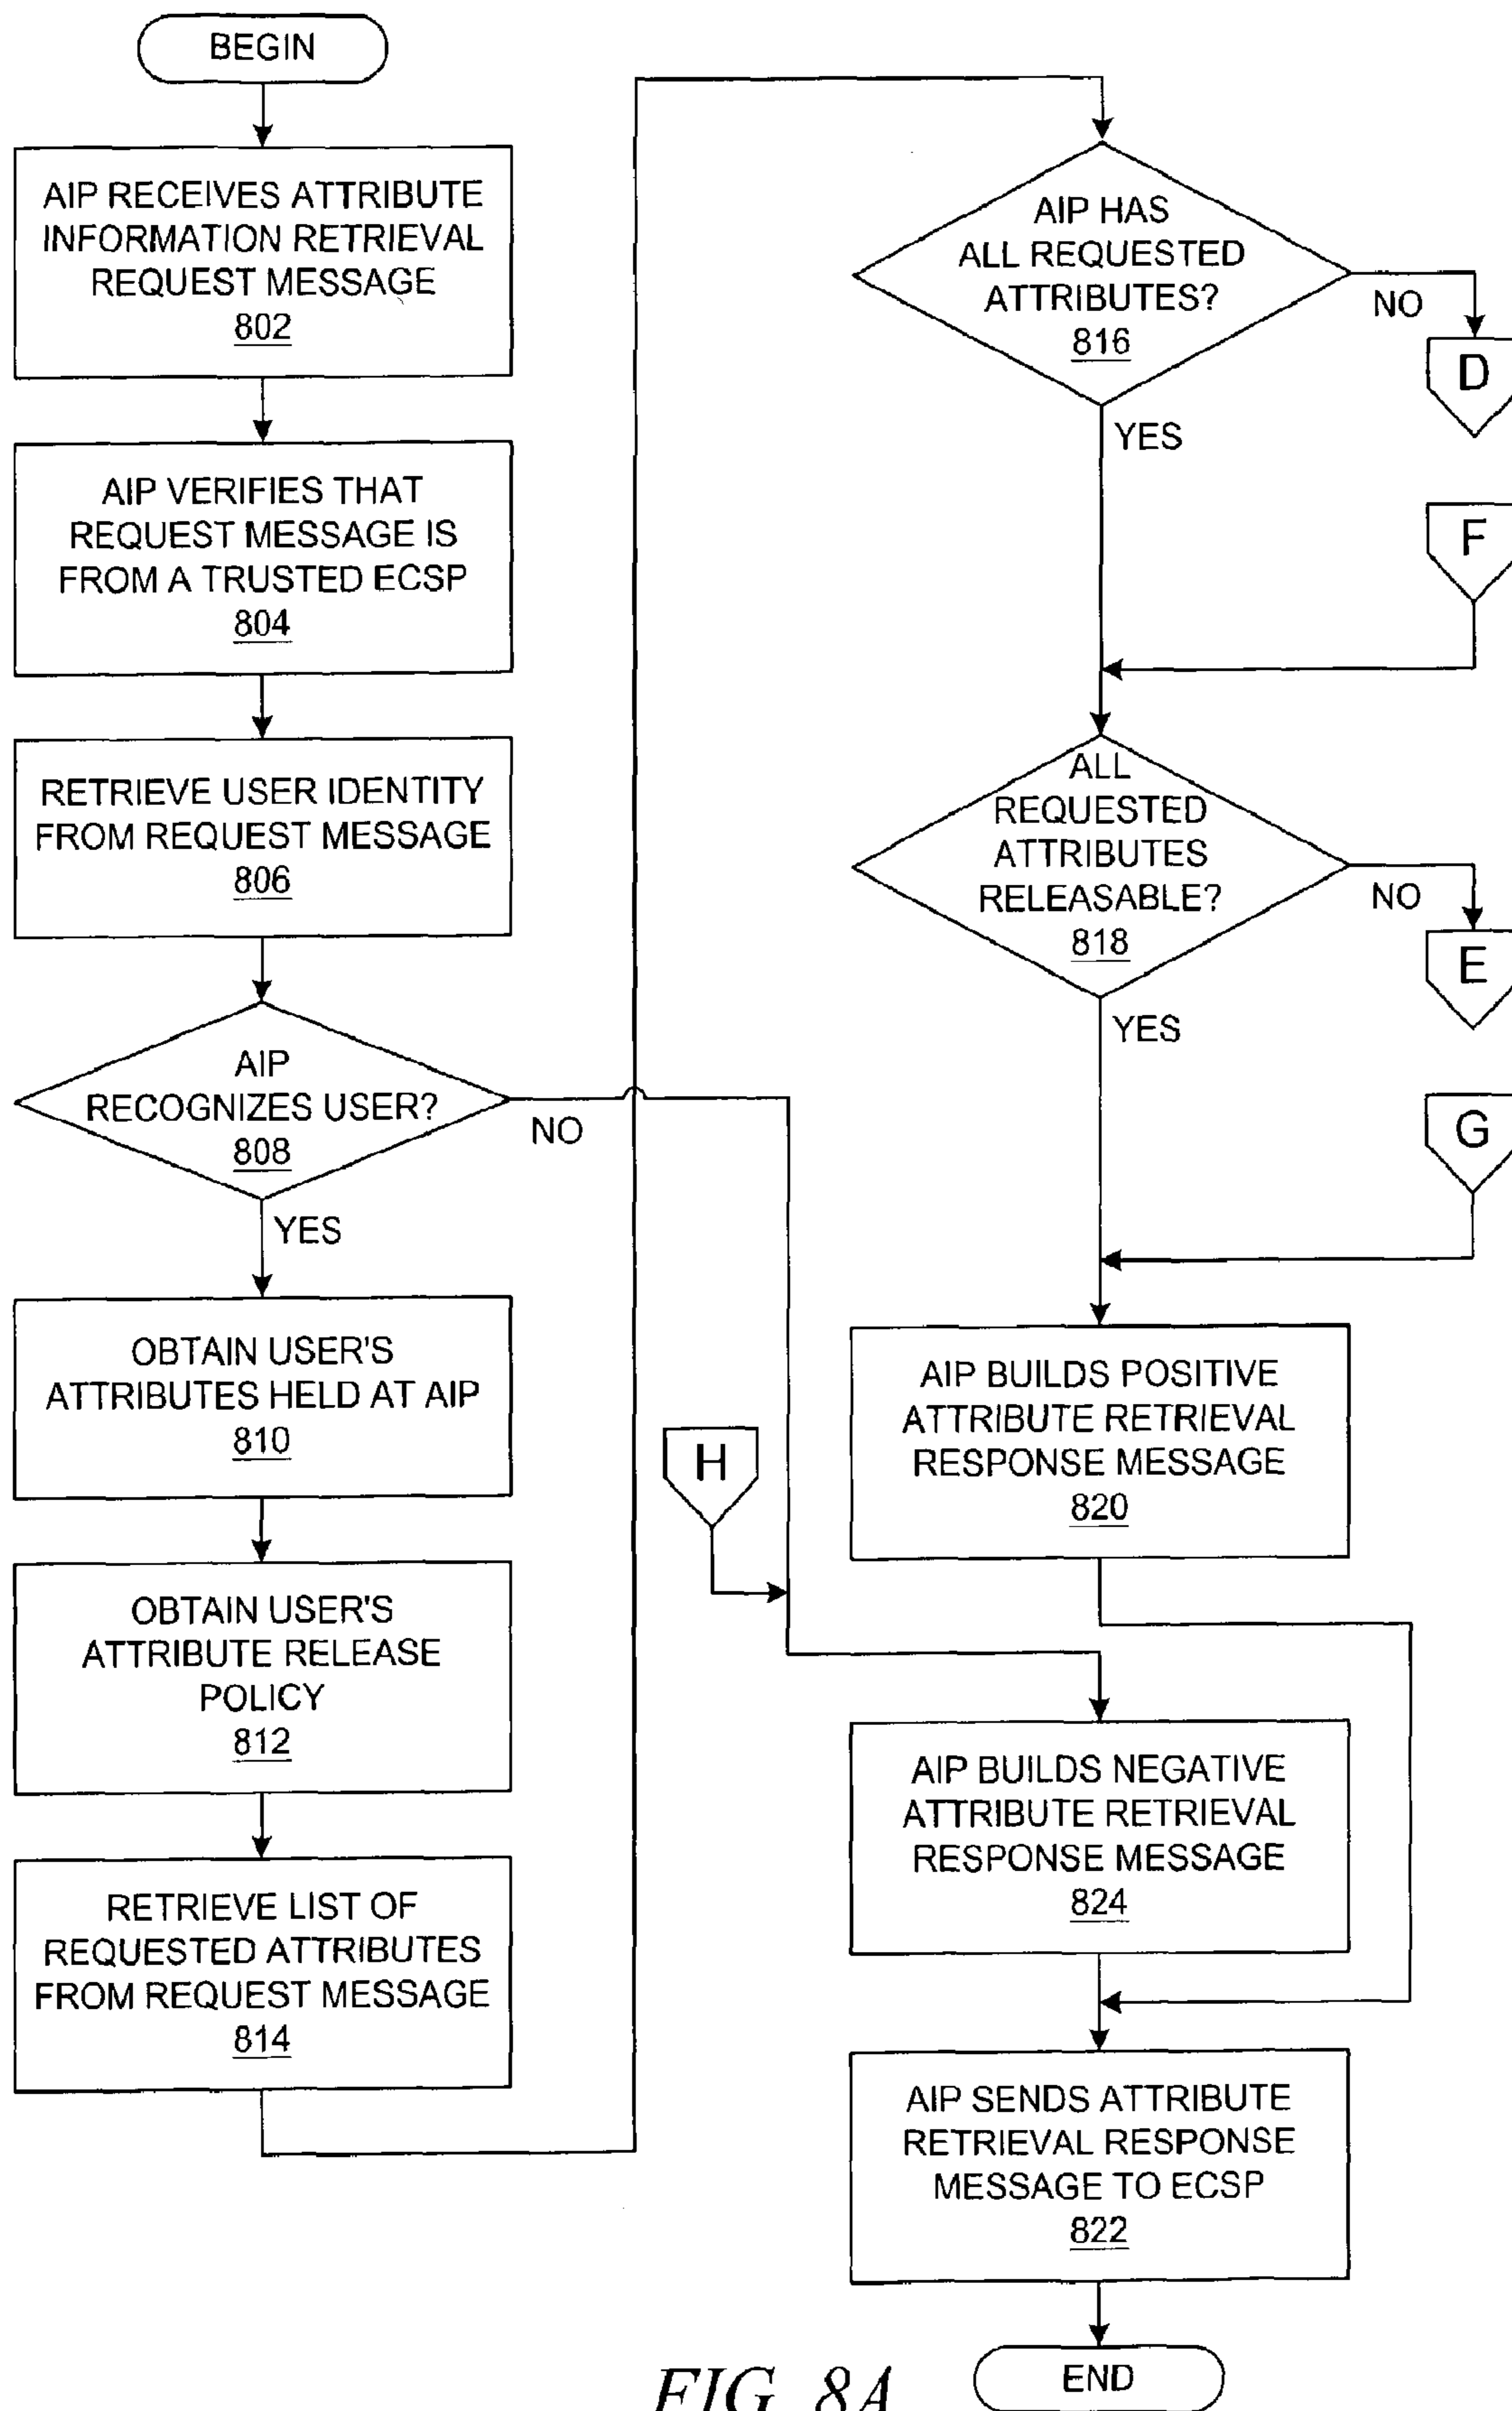 BEGIN
AIP RECEIVES ATTRIBUTE
INFORMATION RETRIEVAL
REQUEST MESSAGE
802
AIP VERIFIES THAT
REQUEST MESSAGE IS
FROM A TRUSTED ECSP
804
RETRIEVE USER IDENTITY
FROM REQUEST MESSAGE
806
AIP
RECOGNIZES USER?
808
NO
YES
OBTAIN USER'S
ATTRIBUTES HELD AT AIP
810
OBTAIN USER'S
ATTRIBUTE RELEASE
POLICY
812
RETRIEVE LIST OF
REQUESTED ATTRIBUTES
FROM REQUEST MESSAGE
814
AIP HAS
ALL REQUESTED
ATTRIBUTES?
816
NO
D
YES
F
ALL
REQUESTED
ATTRIBUTES
RELEASABLE?
818
NO
E
YES
G
AIP BUILDS POSITIVE
ATTRIBUTE RETRIEVAL
RESPONSE MESSAGE
820
H
AIP BUILDS NEGATIVE
ATTRIBUTE RETRIEVAL
RESPONSE MESSAGE
824
AIP SENDS ATTRIBUTE
RETRIEVAL RESPONSE
MESSAGE TO ECSP
822
END
FIG. 8A